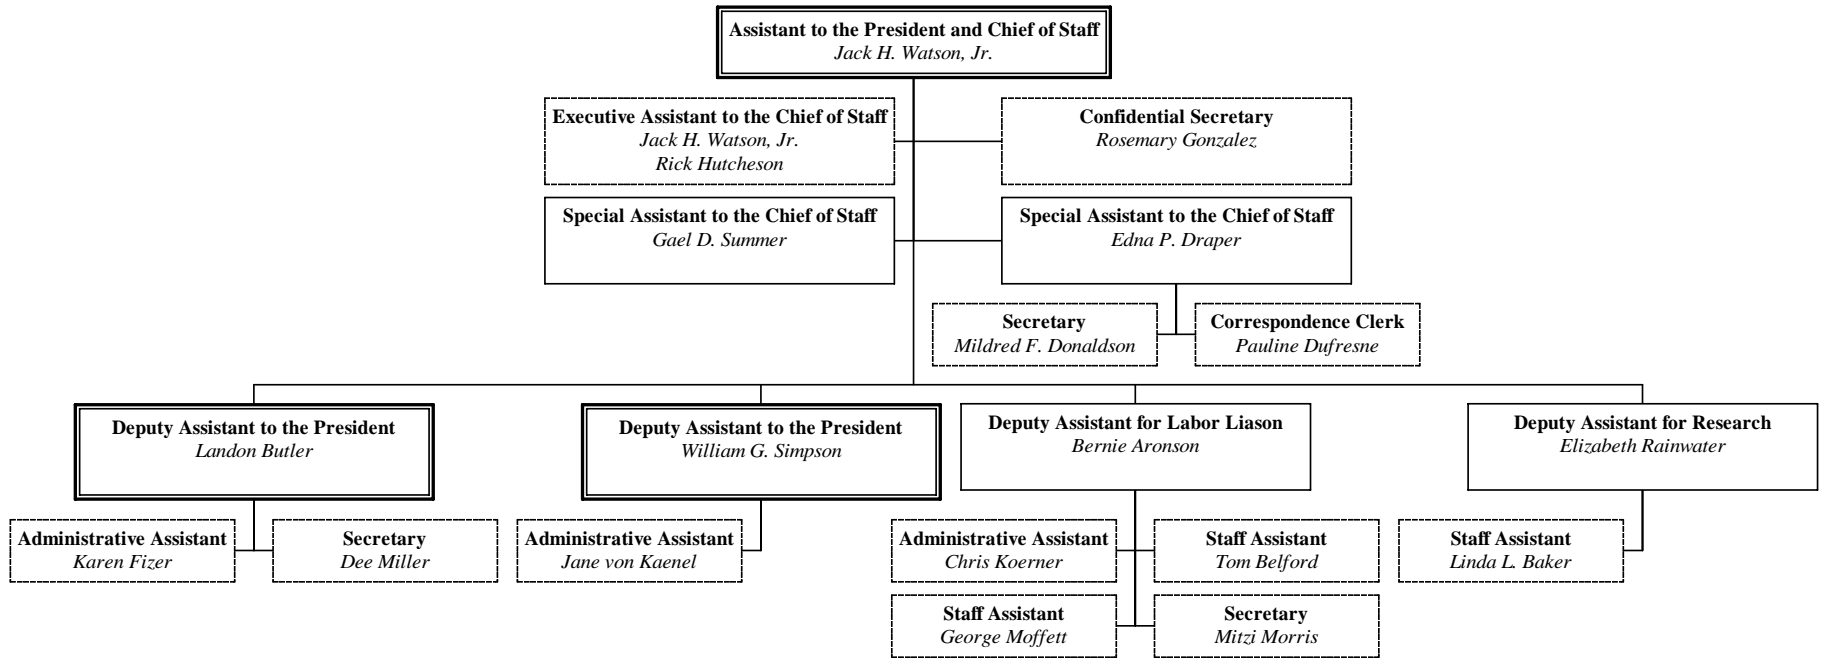 Assistant to the President and Chief of Staff
Jack H. Watson, Jr.
Executive Assistant to the Chief of Staff
Jack H. Watson, Jr.
Rick Hutcheson
Confidential Secretary
Rosemary Gonzalez
Special Assistant to the Chief of Staff
Gael D. Summer
Special Assistant to the Chief of Staff
Edna P. Draper
Secretary
Mildred F. Donaldson
Correspondence Clerk
Pauline Dufresne
Deputy Assistant to the President
Landon Butler
Deputy Assistant to the President
William G. Simpson
Deputy Assistant for Labor Liason
Bernie Aronson
Deputy Assistant for Research
Elizabeth Rainwater
Administrative Assistant
Karen Fizer
Secretary
Dee Miller
Administrative Assistant
Jane von Kaenel
Administrative Assistant
Chris Koerner
Staff Assistant
Tom Belford
Staff Assistant
Linda L. Baker
Staff Assistant
George Moffett
Secretary
Mitzi Morris